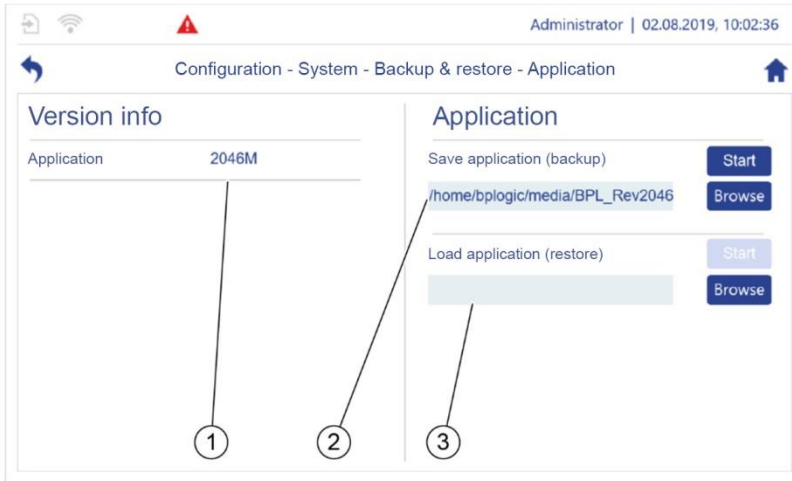 Administrator | 02.08.2019, 10:02:36
Configuration - System - Backup & restore - Application
Version info
Application 2046M
Application
Save application (backup) Start
/home/bplogic/media/BPL_Rev2046 Browse
Load application (restore) Start
Browse
1 2 3